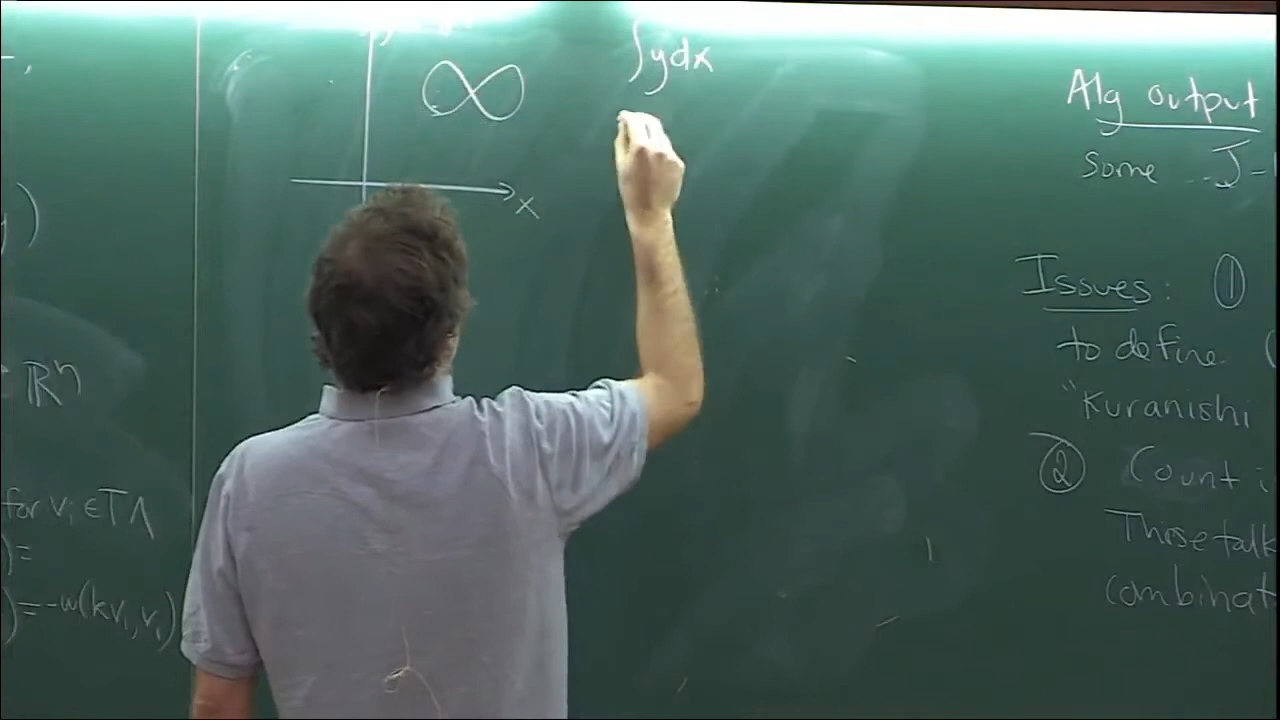 )
∈ ℝⁿ
for vᵢ ∈ TΛ
)=
)=-ω(kv₁,v₁)
x
∫ydx
Alg output
Some J-
Issues: ①
to define (
"Kuranishi
② Count i
These talk
combinat